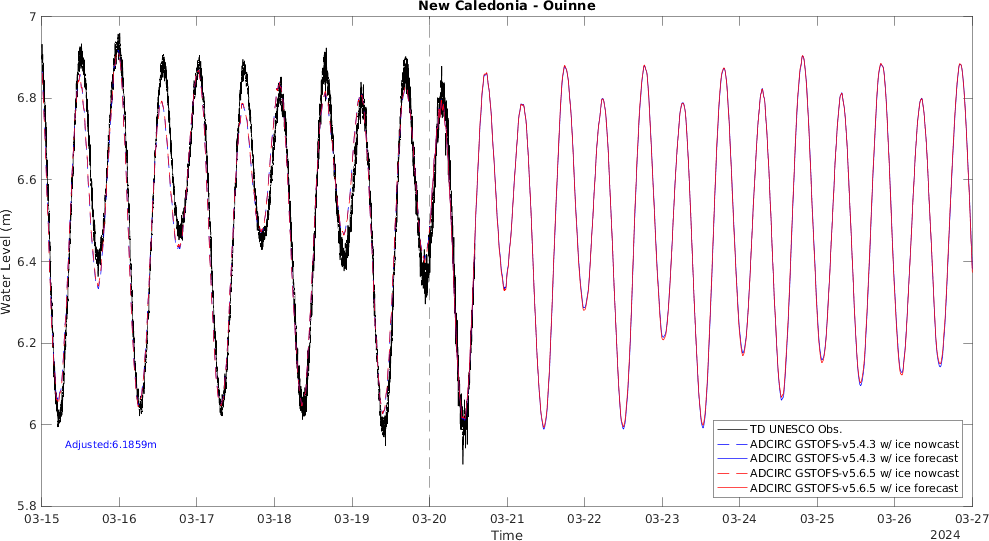 New Caledonia - Ouinne
7
6.8
6.6
6.4
6.2
6
5.8
Water Level (m)
Adjusted:6.1859m
TD UNESCO Obs.
ADCIRC GSTOFS-v5.4.3 w/ ice nowcast
ADCIRC GSTOFS-v5.4.3 w/ ice forecast
ADCIRC GSTOFS-v5.6.5 w/ ice nowcast
ADCIRC GSTOFS-v5.6.5 w/ ice forecast
03-15 03-16 03-17 03-18 03-19 03-20 03-21 03-22 03-23 03-24 03-25 03-26 03-27
Time
2024